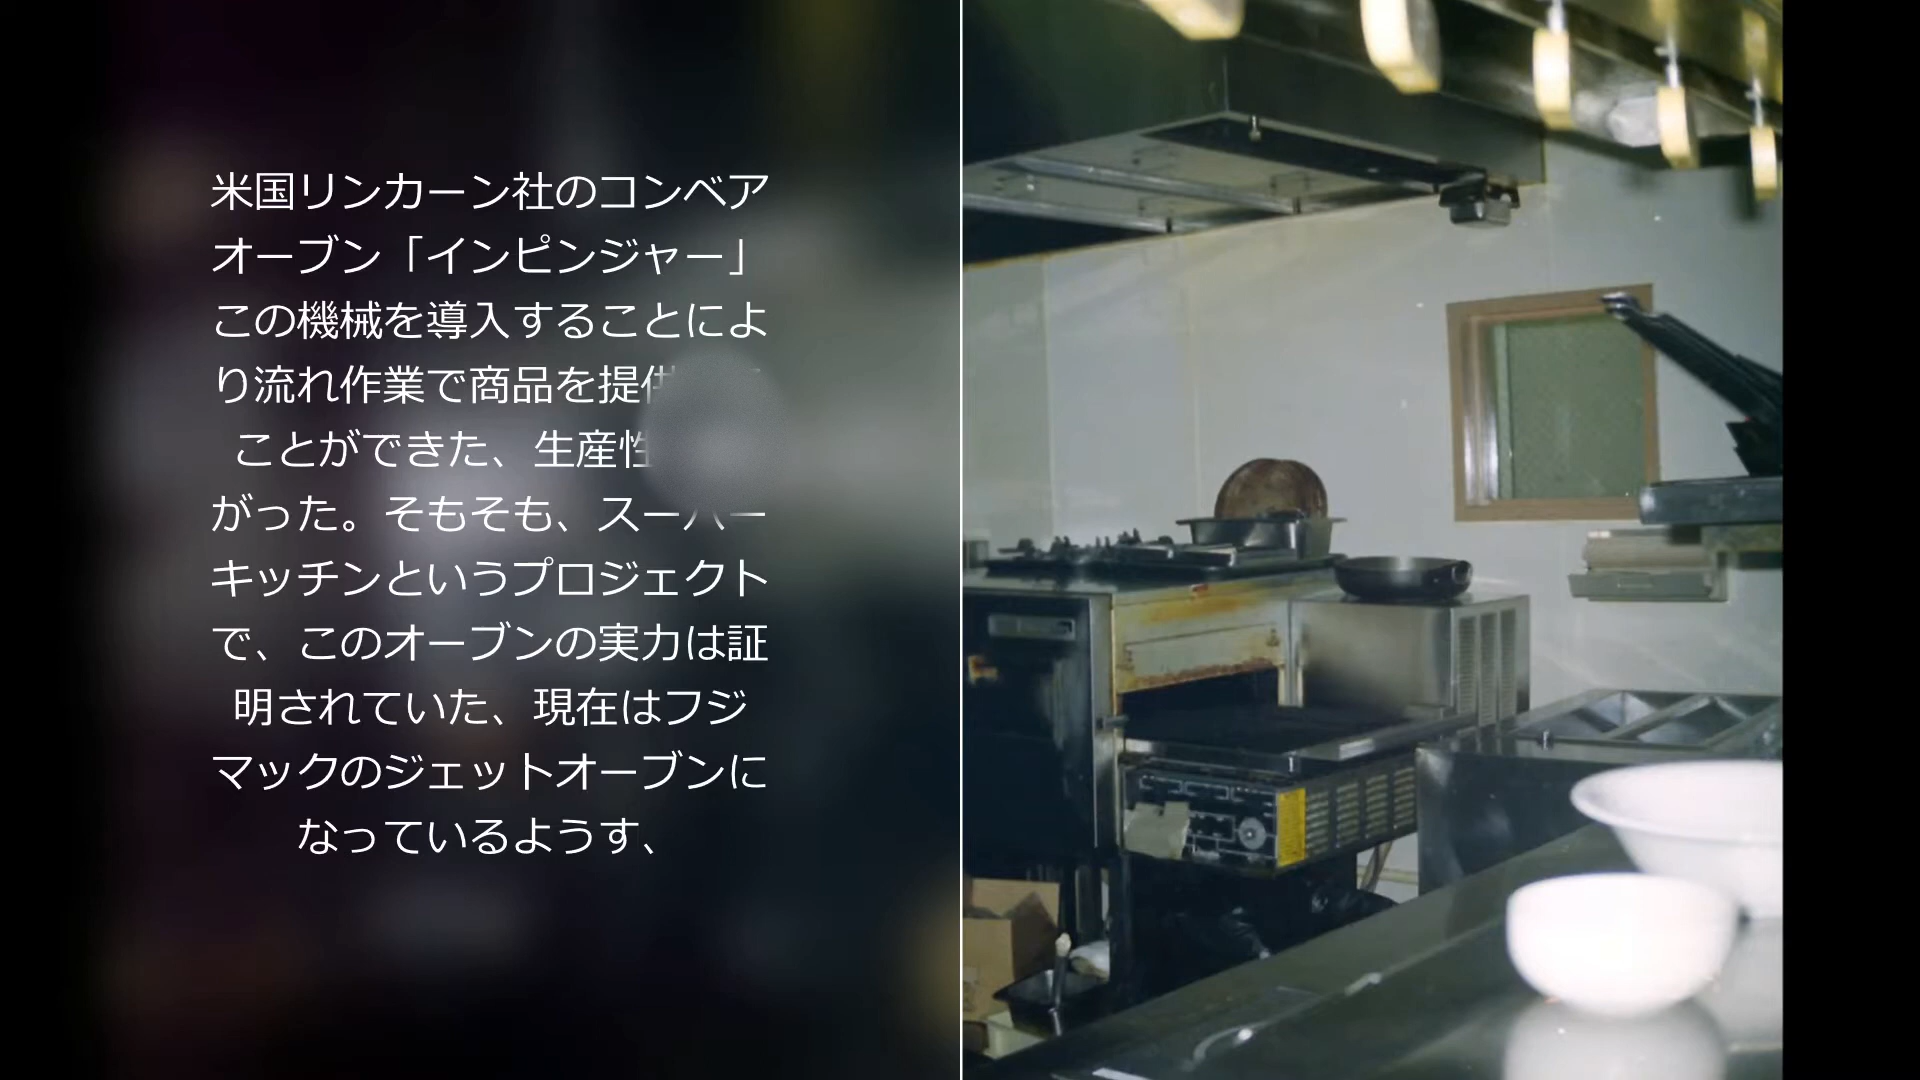 米国リンカーン社のコンベア
オーブン「インピンジャー」
この機械を導入することによ
り流れ作業で商品を提供
ことができた、生産性
がった。そもそも、スーパー
キッチンというプロジェクト
で、このオーブンの実力は証
明されていた、現在はフジ
マックのジェットオーブンに
なっているようす、